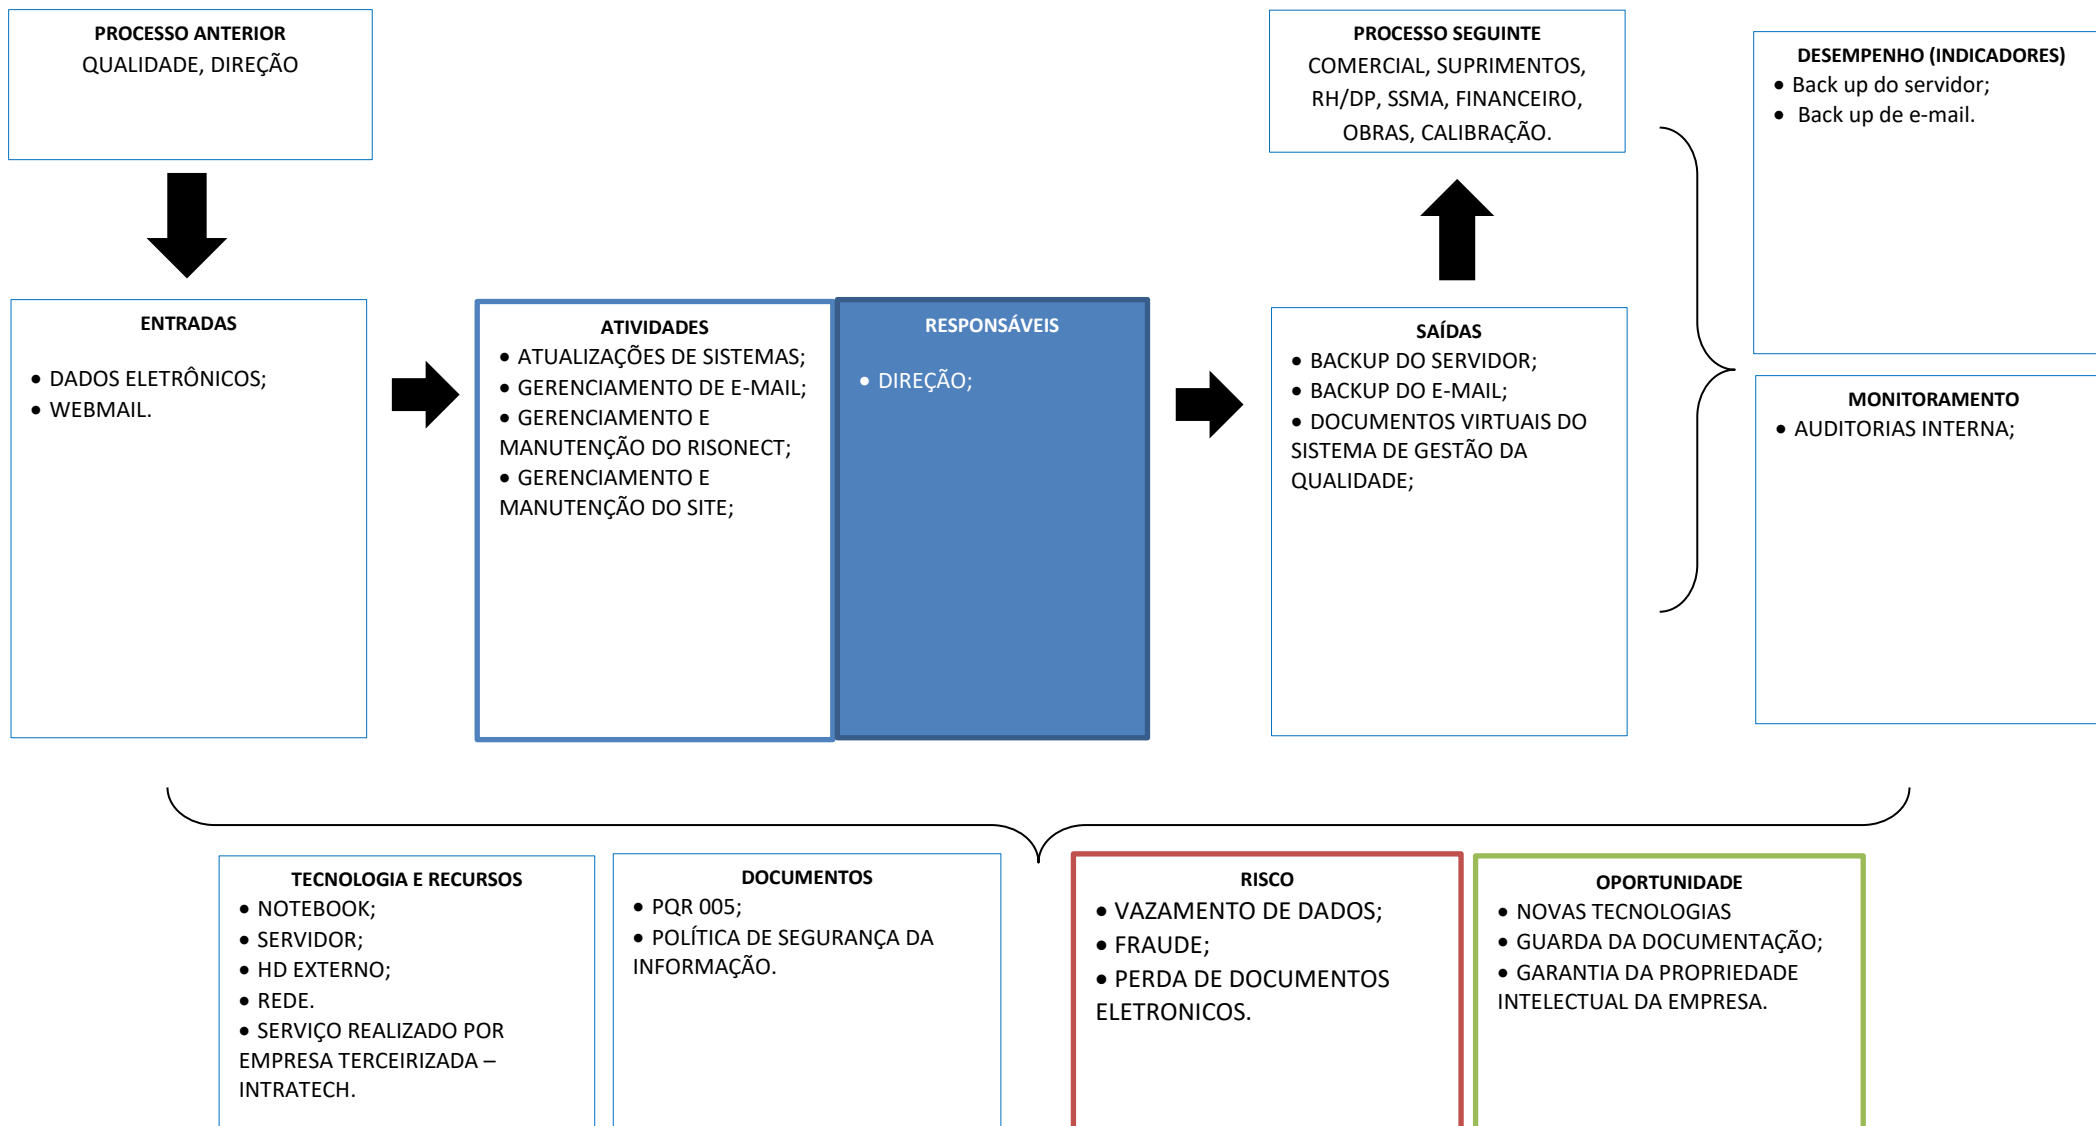 PROCESSO ANTERIOR
QUALIDADE, DIREÇÃO
PROCESSO SEGUINTE
COMERCIAL, SUPRIMENTOS,
RH/DP, SSMA, FINANCEIRO,
OBRAS, CALIBRAÇÃO.
DESEMPENHO (INDICADORES)
• Back up do servidor;
• Back up de e-mail.
ENTRADAS
• DADOS ELETRÔNICOS;
• WEBMAIL.
ATIVIDADES
• ATUALIZAÇÕES DE SISTEMAS;
• GERENCIAMENTO DE E-MAIL;
• GERENCIAMENTO E
MANUTENÇÃO DO RISONECT;
• GERENCIAMENTO E
MANUTENÇÃO DO SITE;
RESPONSÁVEIS
• DIREÇÃO;
SAÍDAS
• BACKUP DO SERVIDOR;
• BACKUP DO E-MAIL;
• DOCUMENTOS VIRTUAIS DO
SISTEMA DE GESTÃO DA
QUALIDADE;
MONITORAMENTO
• AUDITORIAS INTERNA;
TECNOLOGIA E RECURSOS
• NOTEBOOK;
• SERVIDOR;
• HD EXTERNO;
• REDE.
• SERVIÇO REALIZADO POR
EMPRESA TERCEIRIZADA –
INTRATECH.
DOCUMENTOS
• PQR 005;
• POLÍTICA DE SEGURANÇA DA
INFORMAÇÃO.
RISCO
• VAZAMENTO DE DADOS;
• FRAUDE;
• PERDA DE DOCUMENTOS
ELETRONICOS.
OPORTUNIDADE
• NOVAS TECNOLOGIAS
• GUARDA DA DOCUMENTAÇÃO;
• GARANTIA DA PROPRIEDADE
INTELECTUAL DA EMPRESA.